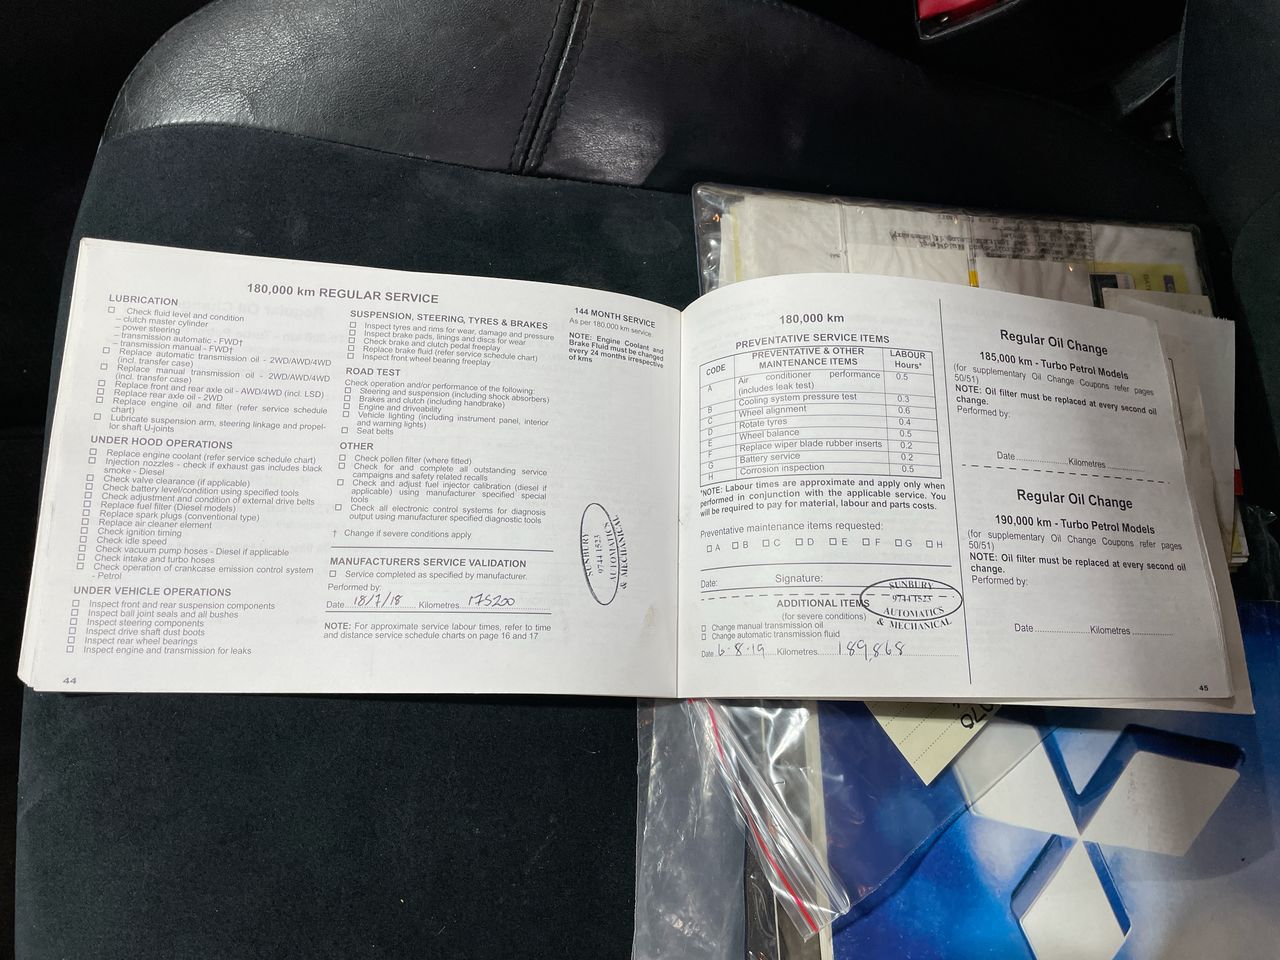 180,000 km REGULAR SERVICE
LUBRICATION
Check fluid level and condition
– clutch master cylinder
– power steering
– transmission automatic - FWD†
– transmission manual - FWD†
Replace automatic transmission oil - 2WD/AWD/4WD
(incl. transfer case)
Replace manual transmission oil - 2WD/AWD/4WD
(incl. transfer case)
Replace front and rear axle oil - AWD/4WD (incl. LSD)
Replace rear axle oil - 2WD
Replace engine oil and filter (refer service schedule
chart)
Lubricate suspension arm, steering linkage and propel-
lor shaft U-joints
UNDER HOOD OPERATIONS
Replace engine coolant (refer service schedule chart)
Injection nozzles - check if exhaust gas includes black
smoke - Diesel
Check valve clearance (if applicable)
Check battery level/condition using specified tools
Check adjustment and condition of external drive belts
Replace fuel filter (Diesel models)
Replace spark plugs (conventional type)
Replace air cleaner element
Check ignition timing
Check idle speed
Check vacuum pump hoses - Diesel if applicable
Check intake and turbo hoses
Check operation of crankcase emission control system
- Petrol
UNDER VEHICLE OPERATIONS
Inspect front and rear suspension components
Inspect ball joint seals and all bushes
Inspect steering components
Inspect drive shaft dust boots
Inspect rear wheel bearings
Inspect engine and transmission for leaks
44
SUSPENSION, STEERING, TYRES & BRAKES
Inspect tyres and rims for wear, damage and pressure
Inspect brake pads, linings and discs for wear
Check brake and clutch pedal freeplay
Replace brake fluid (refer service schedule chart)
Inspect front wheel bearing freeplay
ROAD TEST
Check operation and/or performance of the following:
Steering and suspension (including shock absorbers)
Brakes and clutch (including handbrake)
Engine and driveability
Vehicle lighting (including instrument panel, interior
and warning lights)
Seat belts
OTHER
Check pollen filter (where fitted)
Check for and complete all outstanding service
campaigns and safety related recalls
Check and adjust fuel injector calibration (diesel if
applicable) using manufacturer specified special
tools
Check all electronic control systems for diagnosis
output using manufacturer specified diagnostic tools
† Change if severe conditions apply
MANUFACTURERS SERVICE VALIDATION
Service completed as specified by manufacturer.
Performed by:
Date 18/7/18 Kilometres 175200
NOTE: For approximate service labour times, refer to time
and distance service schedule charts on page 16 and 17
144 MONTH SERVICE
As per 180,000 km service.
NOTE: Engine Coolant and
Brake Fluid must be changed
every 24 months irrespective
of kms
SUNBURY
9744 1523
AUTOMATICS
& MECHANICAL
180,000 km
PREVENTATIVE SERVICE ITEMS
CODE PREVENTATIVE & OTHER MAINTENANCE ITEMS LABOUR Hours*
A Air conditioner performance (includes leak test) 0.5
B Cooling system pressure test 0.3
C Wheel alignment 0.6
D Rotate tyres 0.4
E Wheel balance 0.5
F Replace wiper blade rubber inserts 0.2
G Battery service 0.2
H Corrosion inspection 0.5
*NOTE: Labour times are approximate and apply only when
performed in conjunction with the applicable service. You
will be required to pay for material, labour and parts costs.
Preventative maintenance items requested:
A B C D E F G H
Date: Signature:
SUNBURY
9744 1523
AUTOMATICS
& MECHANICAL
ADDITIONAL ITEMS
(for severe conditions)
Change manual transmission oil
Change automatic transmission fluid
Date 6-8-19 Kilometres 189,868
Regular Oil Change
185,000 km - Turbo Petrol Models
(for supplementary Oil Change Coupons refer pages
50/51)
NOTE: Oil filter must be replaced at every second oil
change.
Performed by:
Date Kilometres
Regular Oil Change
190,000 km - Turbo Petrol Models
(for supplementary Oil Change Coupons refer pages
50/51)
NOTE: Oil filter must be replaced at every second oil
change.
Performed by:
Date Kilometres
45